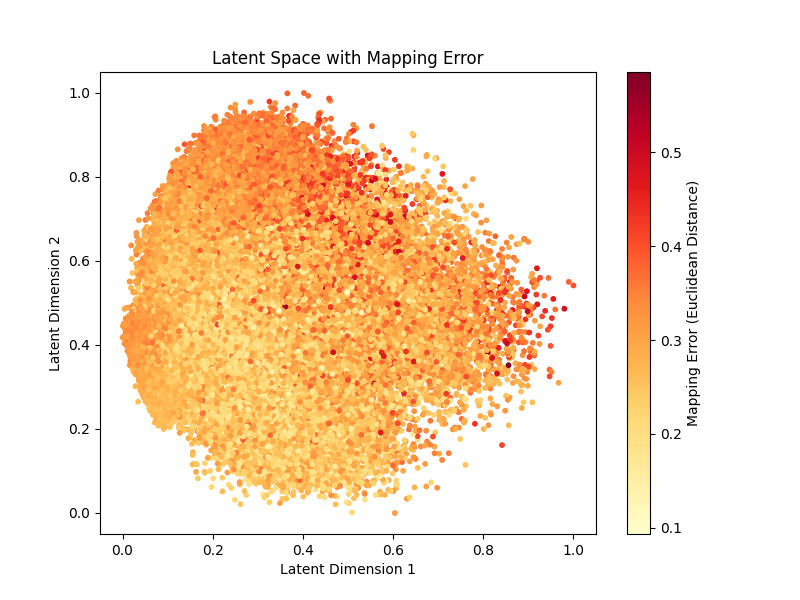 Latent Space with Mapping Error
1.0
0.8
0.6
0.4
0.2
0.0
Latent Dimension 2
0.0 0.2 0.4 0.6 0.8 1.0
Latent Dimension 1
0.5
0.4
0.3
0.2
0.1
Mapping Error (Euclidean Distance)